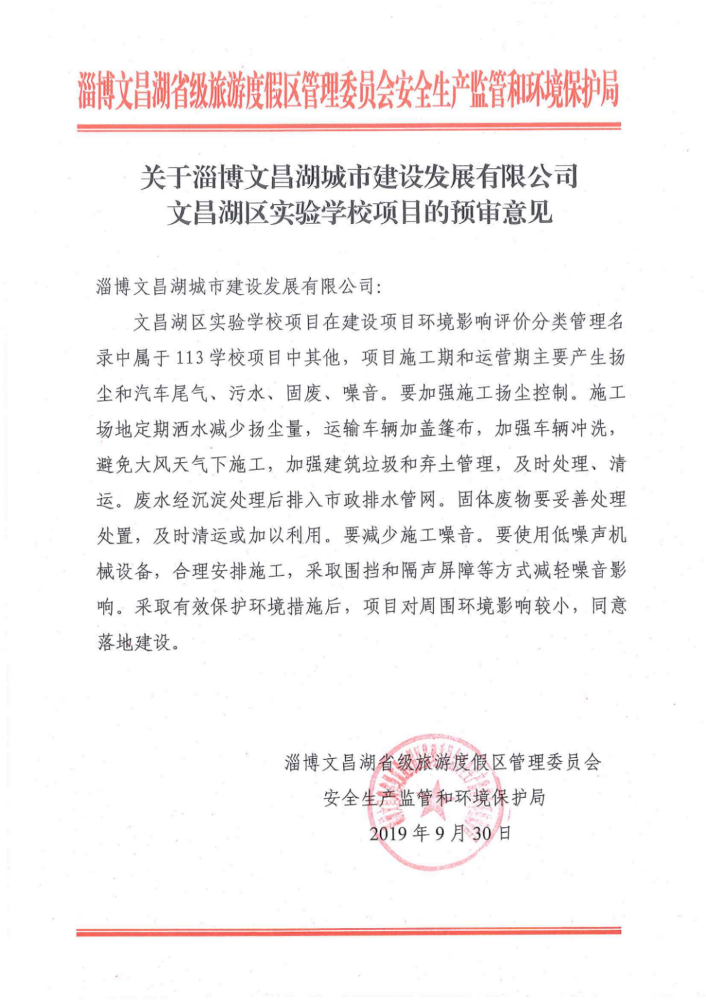 淄博文昌湖省级旅游度假区管理委员会安全生产监管和环境保护局
关于淄博文昌湖城市建设发展有限公司
文昌湖区实验学校项目的预审意见
淄博文昌湖城市建设发展有限公司:
文昌湖区实验学校项目在建设项目环境影响评价分类管理名
录中属于 113 学校项目中其他，项目施工期和运营期主要产生扬
尘和汽车尾气、污水、固废、噪音。要加强施工扬尘控制。施工
场地定期洒水减少扬尘量，运输车辆加盖篷布，加强车辆冲洗，
避免大风天气下施工，加强建筑垃圾和弃土管理，及时处理、清
运。废水经沉淀处理后排入市政排水管网。固体废物要妥善处理
处置，及时清运或加以利用。要减少施工噪音。要使用低噪声机
械设备，合理安排施工，采取围挡和隔声屏障等方式减轻噪音影
响。采取有效保护环境措施后，项目对周围环境影响较小，同意
落地建设。
淄博文昌湖省级旅游度假区管理委员会
安全生产监管和环境保护局
2019 年 9 月 30 日